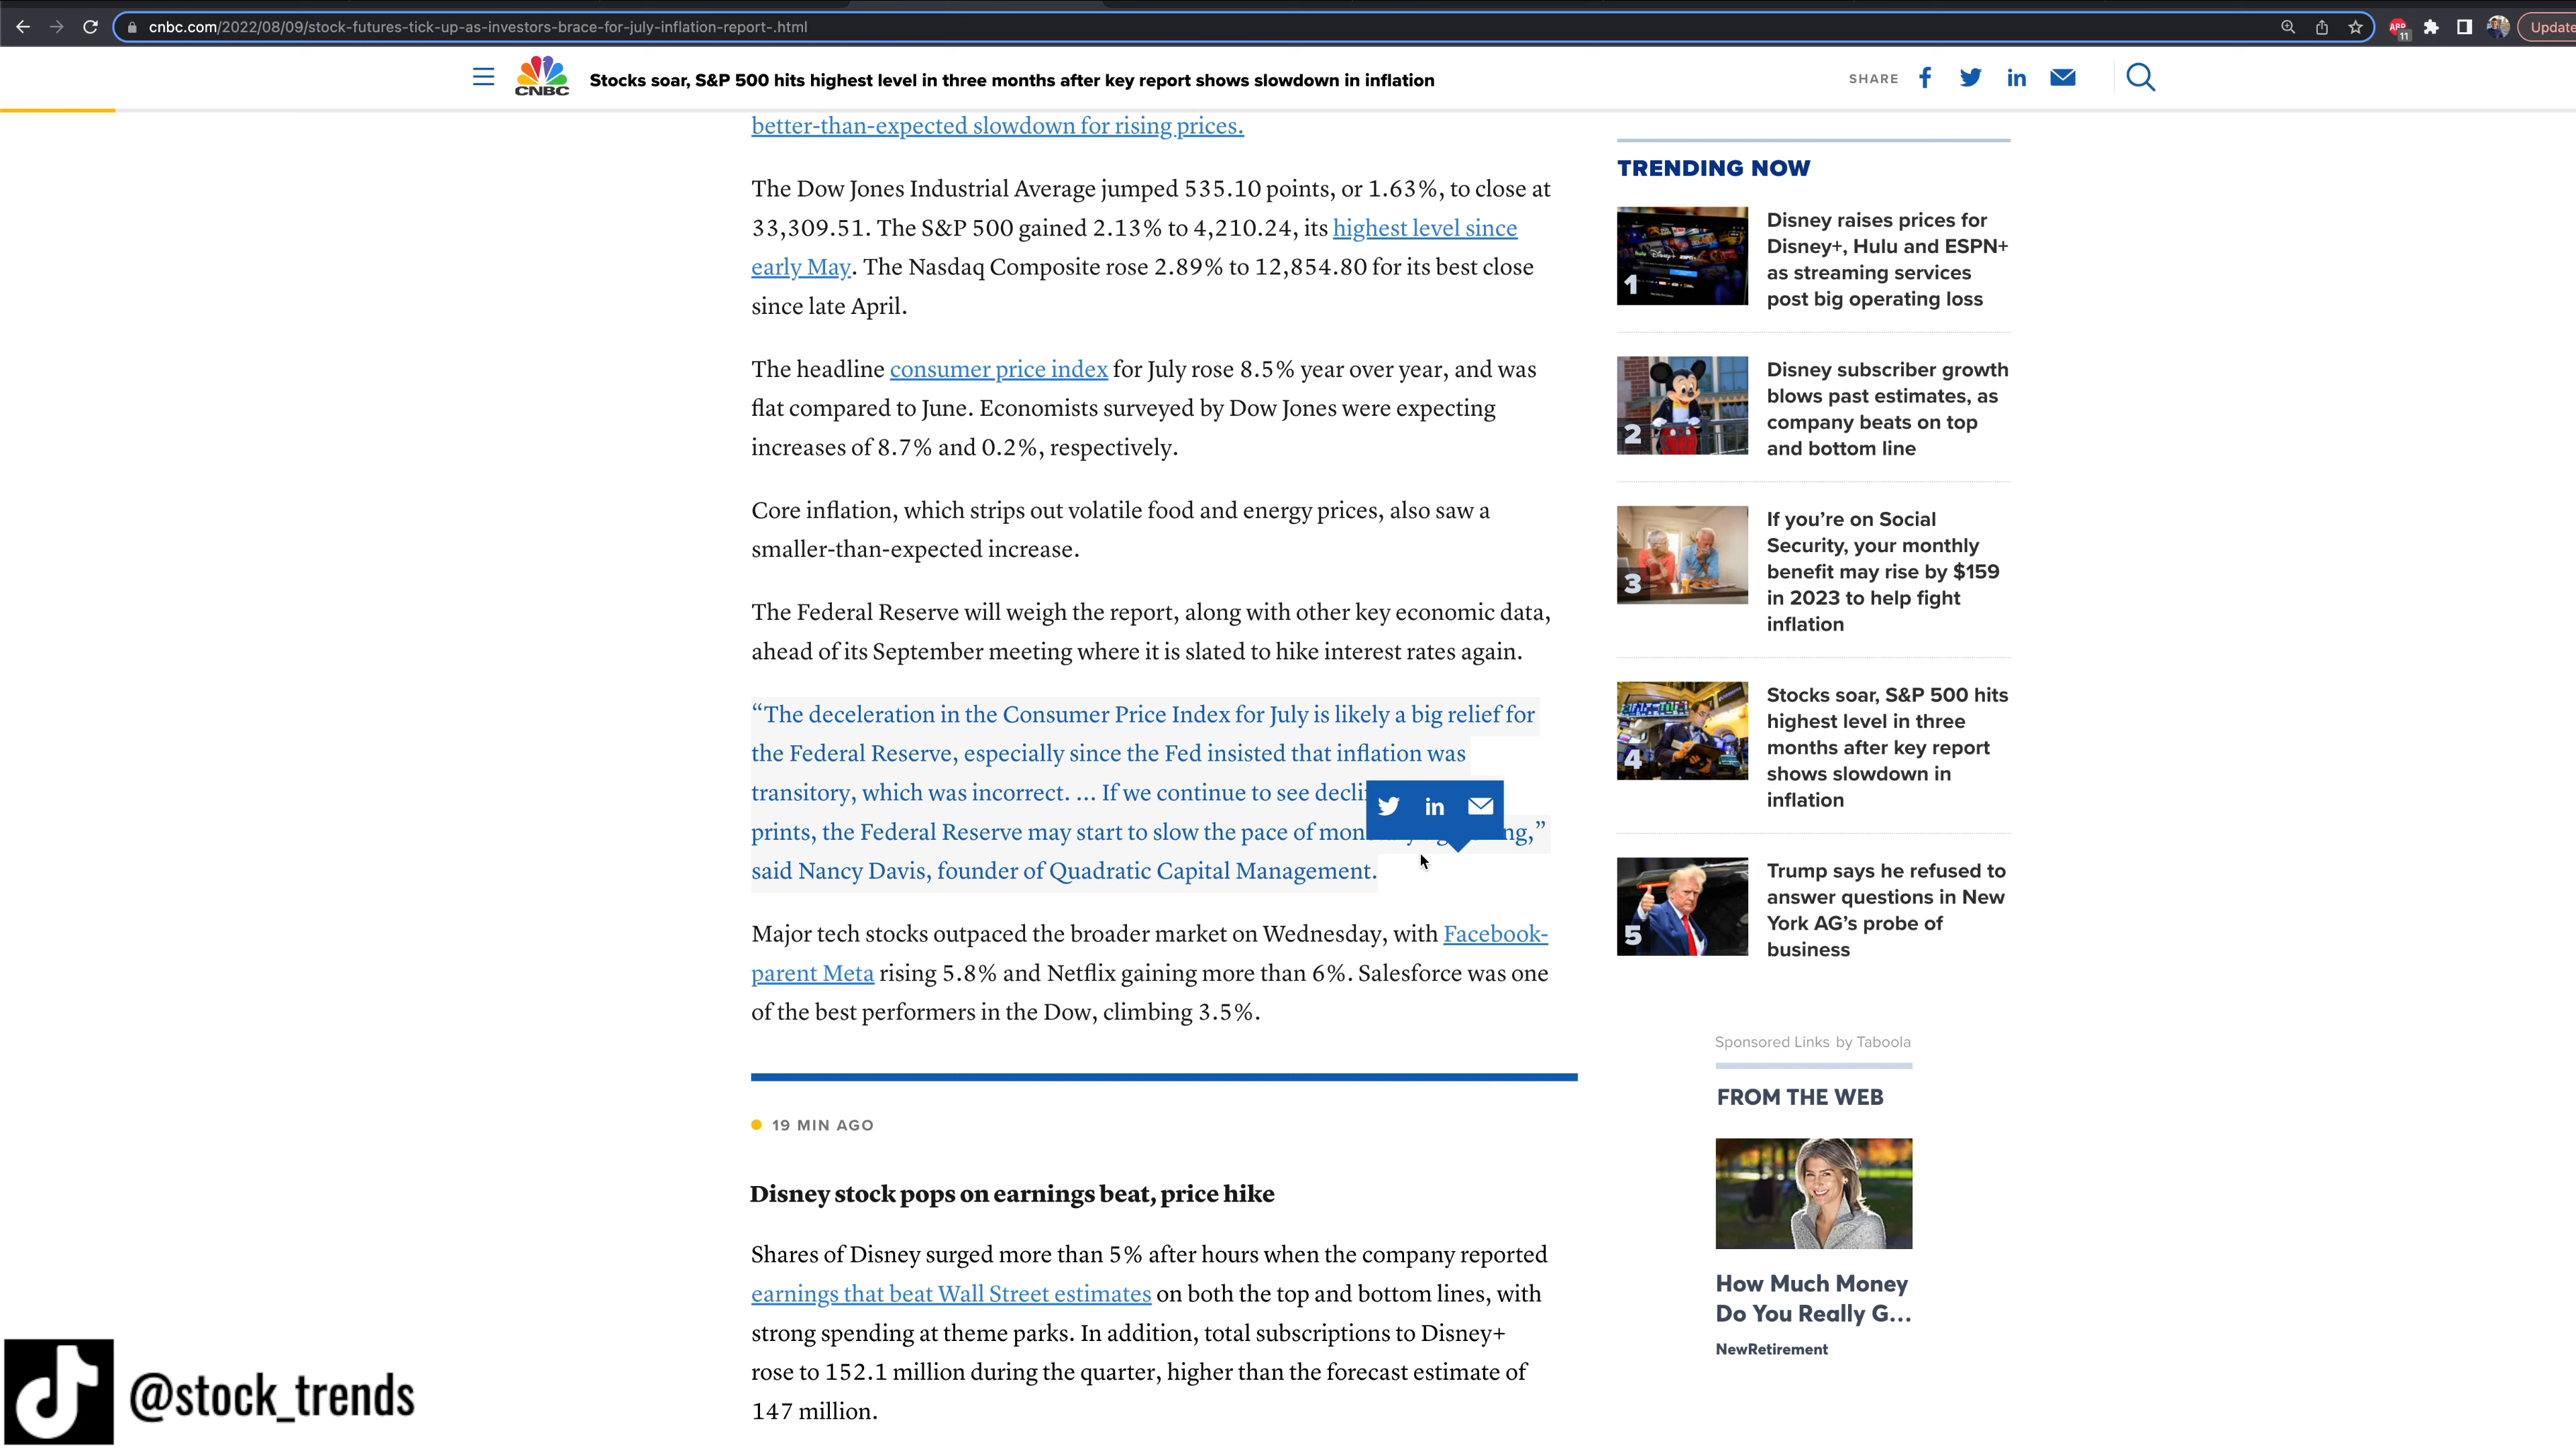 cnbc.com/2022/08/09/stock-futures-tick-up-as-investors-brace-for-july-inflation-report-.html
ABP
11
Update
CNBC
Stocks soar, S&P 500 hits highest level in three months after key report shows slowdown in inflation
SHARE
better-than-expected slowdown for rising prices.
The Dow Jones Industrial Average jumped 535.10 points, or 1.63%, to close at
33,309.51. The S&P 500 gained 2.13% to 4,210.24, its highest level since
early May. The Nasdaq Composite rose 2.89% to 12,854.80 for its best close
since late April.
The headline consumer price index for July rose 8.5% year over year, and was
flat compared to June. Economists surveyed by Dow Jones were expecting
increases of 8.7% and 0.2%, respectively.
Core inflation, which strips out volatile food and energy prices, also saw a
smaller-than-expected increase.
The Federal Reserve will weigh the report, along with other key economic data,
ahead of its September meeting where it is slated to hike interest rates again.
“The deceleration in the Consumer Price Index for July is likely a big relief for
the Federal Reserve, especially since the Fed insisted that inflation was
transitory, which was incorrect. ... If we continue to see
prints, the Federal Reserve may start to slow the pace of
said Nancy Davis, founder of Quadratic Capital Management.
Major tech stocks outpaced the broader market on Wednesday, with Facebook-
parent Meta rising 5.8% and Netflix gaining more than 6%. Salesforce was one
of the best performers in the Dow, climbing 3.5%.
19 MIN AGO
Disney stock pops on earnings beat, price hike
Shares of Disney surged more than 5% after hours when the company reported
earnings that beat Wall Street estimates on both the top and bottom lines, with
strong spending at theme parks. In addition, total subscriptions to Disney+
rose to 152.1 million during the quarter, higher than the forecast estimate of
147 million.
TRENDING NOW
1
Disney raises prices for
Disney+, Hulu and ESPN+
as streaming services
post big operating loss
2
Disney subscriber growth
blows past estimates, as
company beats on top
and bottom line
3
If you’re on Social
Security, your monthly
benefit may rise by $159
in 2023 to help fight
inflation
4
Stocks soar, S&P 500 hits
highest level in three
months after key report
shows slowdown in
inflation
5
Trump says he refused to
answer questions in New
York AG’s probe of
business
Sponsored Links by Taboola
FROM THE WEB
How Much Money
Do You Really G...
NewRetirement
@stock_trends